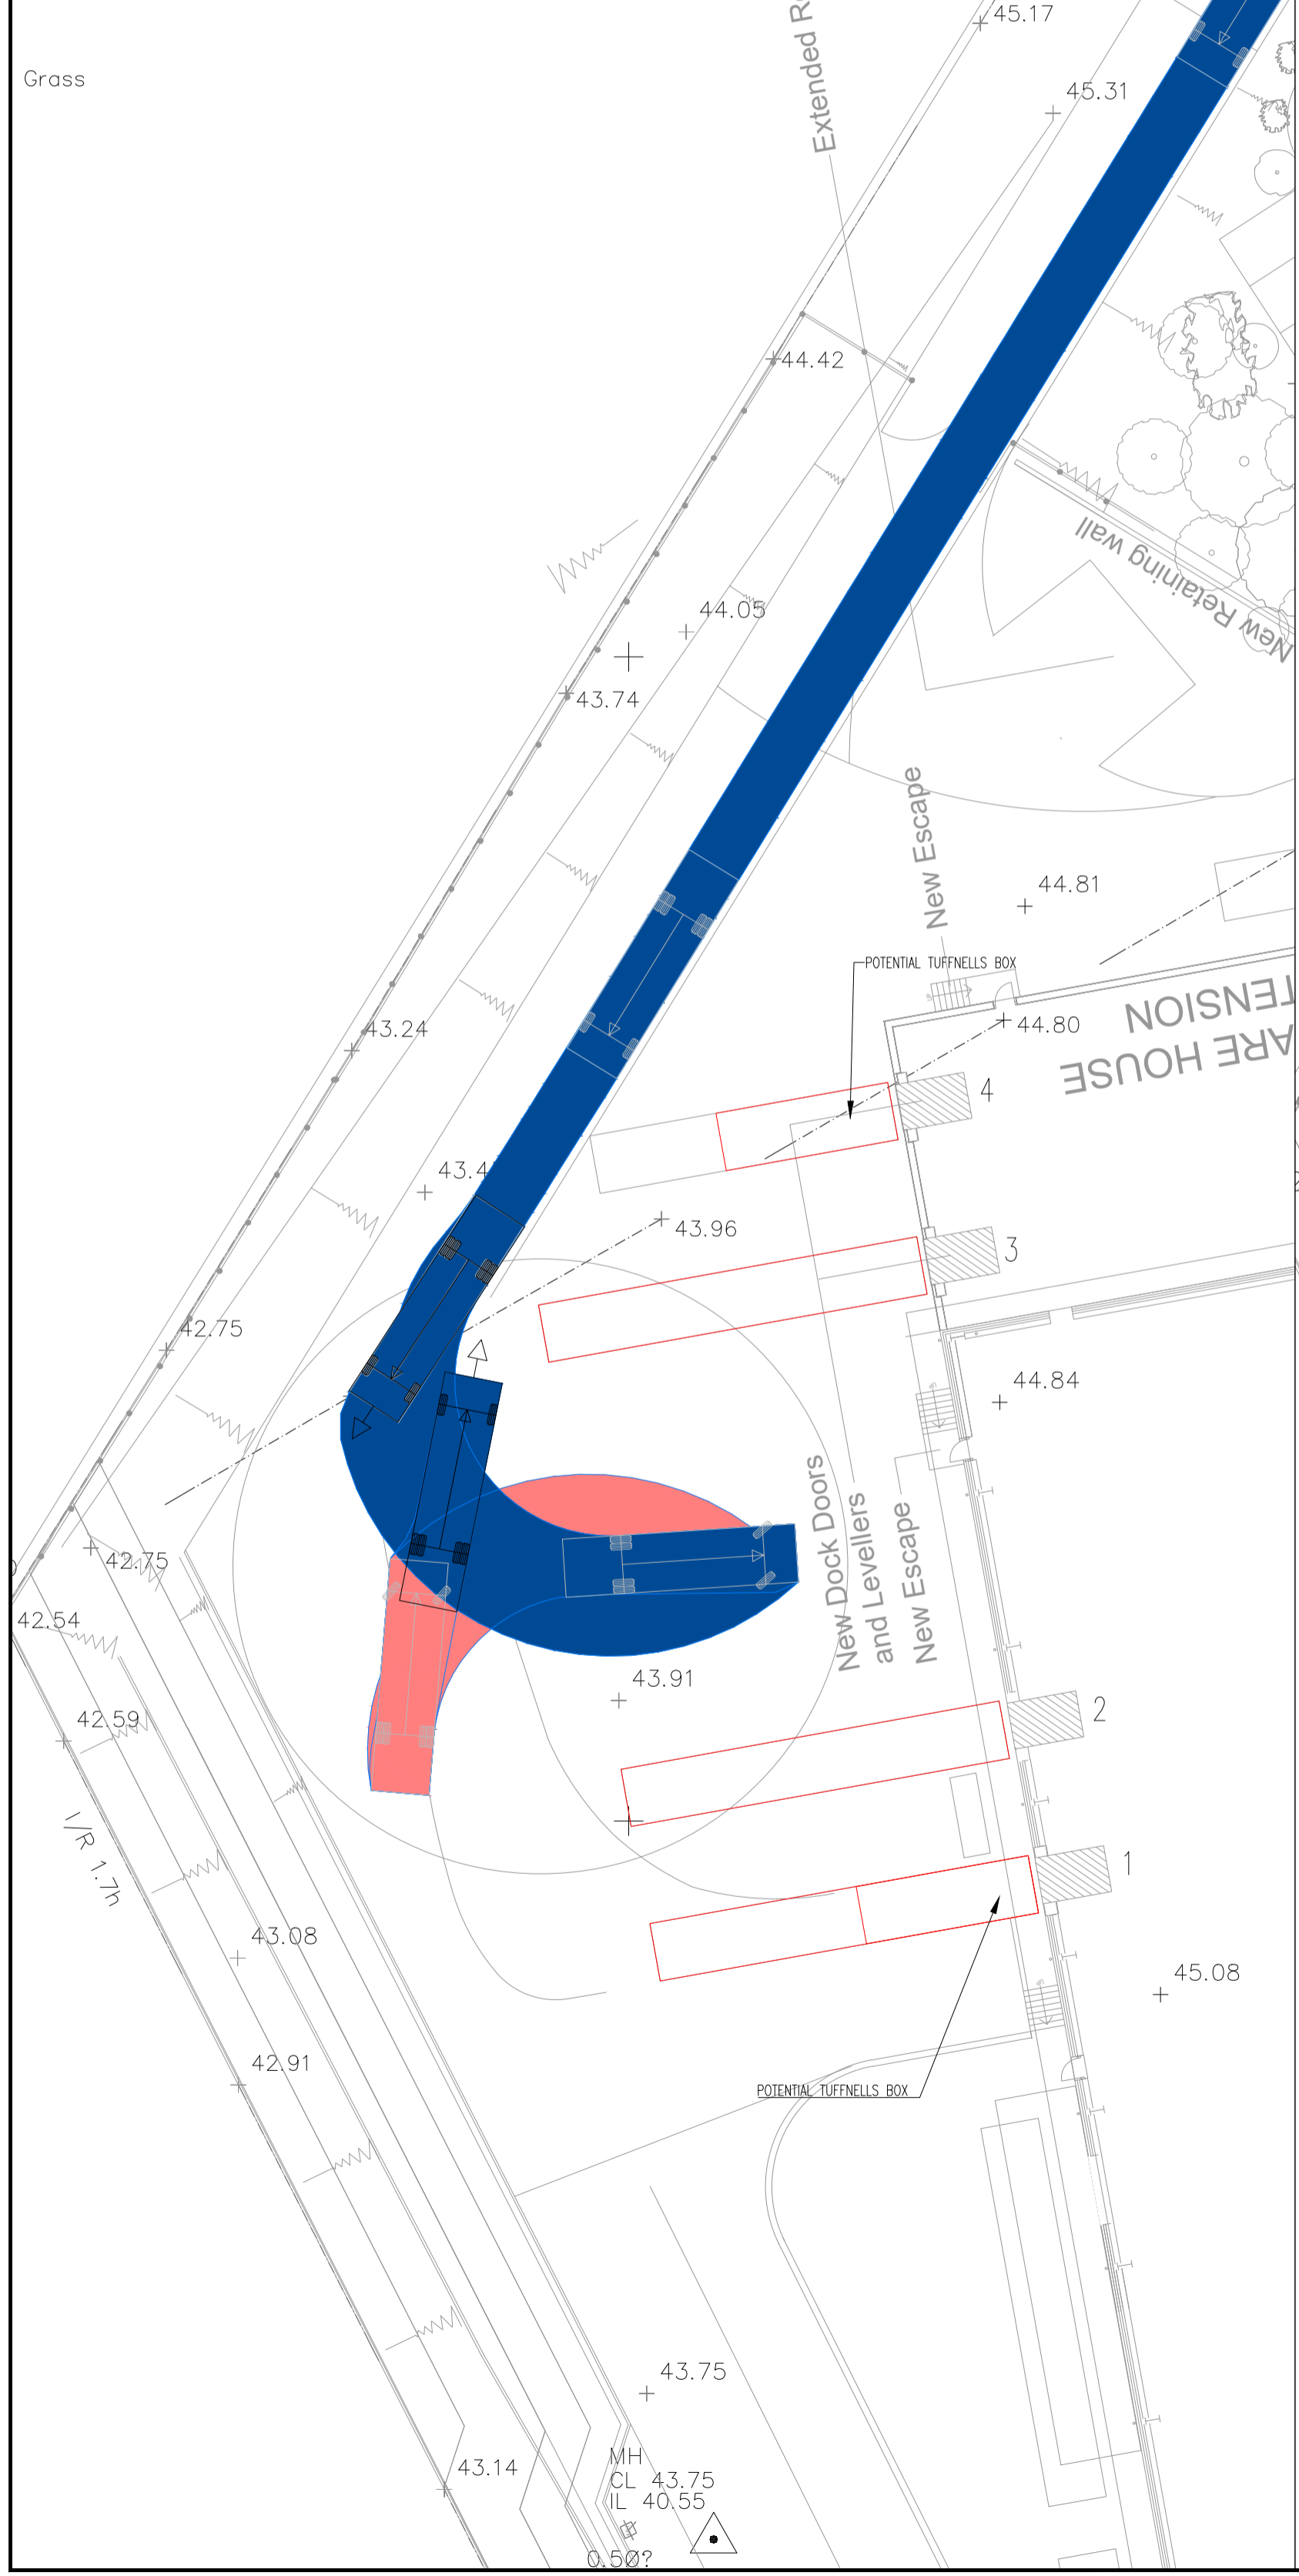 45.17
Grass
45.31
44.42
New Retaining wall
44.05
43.74
New Escape
44.81
POTENTIAL TUFFNELLS BOX
44.80
ARE HOUSE
43.24
4
43.96
3
42.75
44.84
New Dock Doors
and Levellers
New Escape
42.75
42.54
43.91
42.59
2
I/R 1.7h
1
43.08
45.08
42.91
POTENTIAL TUFFNELLS BOX
43.75
43.14
MH
CL 43.75
IL 40.55
0.50?
Extended